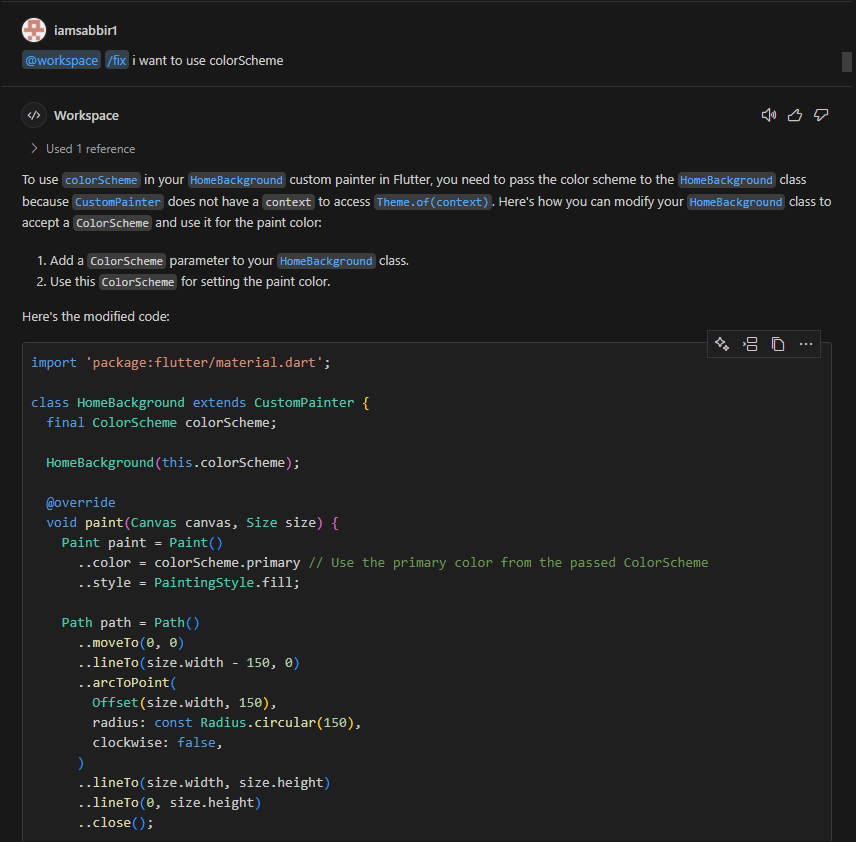 iamsabbir1
@workspace /fix i want to use colorScheme
Workspace
Used 1 reference
To use colorScheme in your HomeBackground custom painter in Flutter, you need to pass the color scheme to the HomeBackground class
because CustomPainter does not have a context to access Theme.of(context). Here's how you can modify your HomeBackground class to
accept a ColorScheme and use it for the paint color:
1. Add a ColorScheme parameter to your HomeBackground class.
2. Use this ColorScheme for setting the paint color.
Here's the modified code:
import 'package:flutter/material.dart';
class HomeBackground extends CustomPainter {
final ColorScheme colorScheme;
HomeBackground(this.colorScheme);
@override
void paint(Canvas canvas, Size size) {
Paint paint = Paint()
..color = colorScheme.primary // Use the primary color from the passed ColorScheme
..style = PaintingStyle.fill;
Path path = Path()
..moveTo(0, 0)
..lineTo(size.width - 150, 0)
..arcToPoint(
Offset(size.width, 150),
radius: const Radius.circular(150),
clockwise: false,
)
..lineTo(size.width, size.height)
..lineTo(0, size.height)
..close();